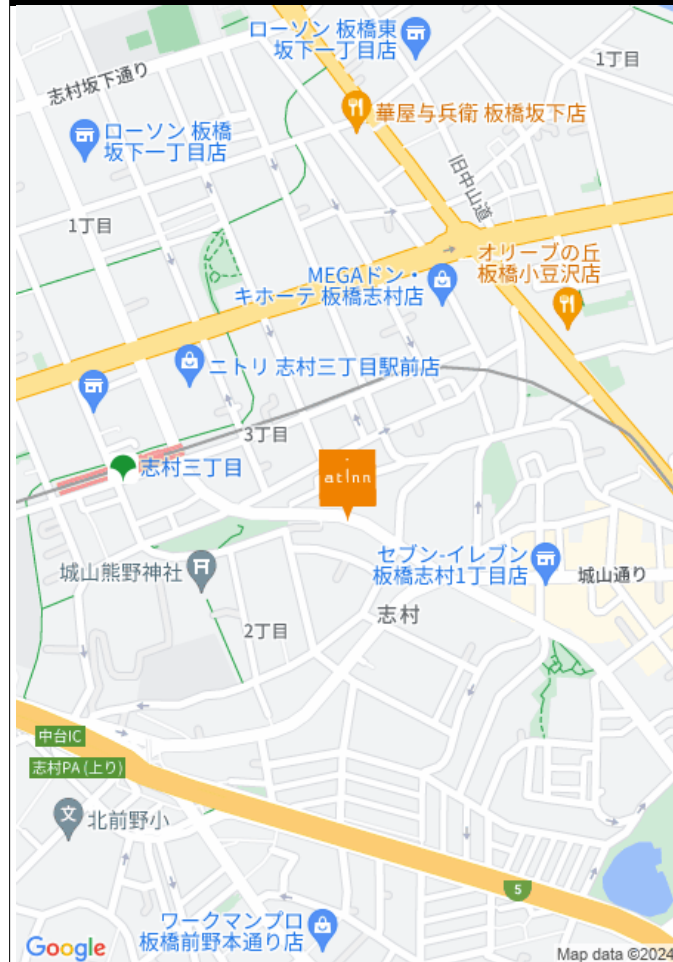 ローソン 板橋東
坂下一丁目店
1丁目
志村坂下通り
華屋与兵衛 板橋坂下店
ローソン 板橋
坂下一丁目店
旧中山道
1丁目
オリーブの丘
板橋小豆沢店
MEGAドン・
キホーテ 板橋志村店
ニトリ 志村三丁目駅前店
3丁目
志村三丁目
at Inn
セブン-イレブン
板橋志村1丁目店
城山熊野神社
城山通り
志村
2丁目
中台IC
志村PA (上り)
文
北前野小
5
ワークマンプロ
板橋前野本通り店
Google
Map data ©2024